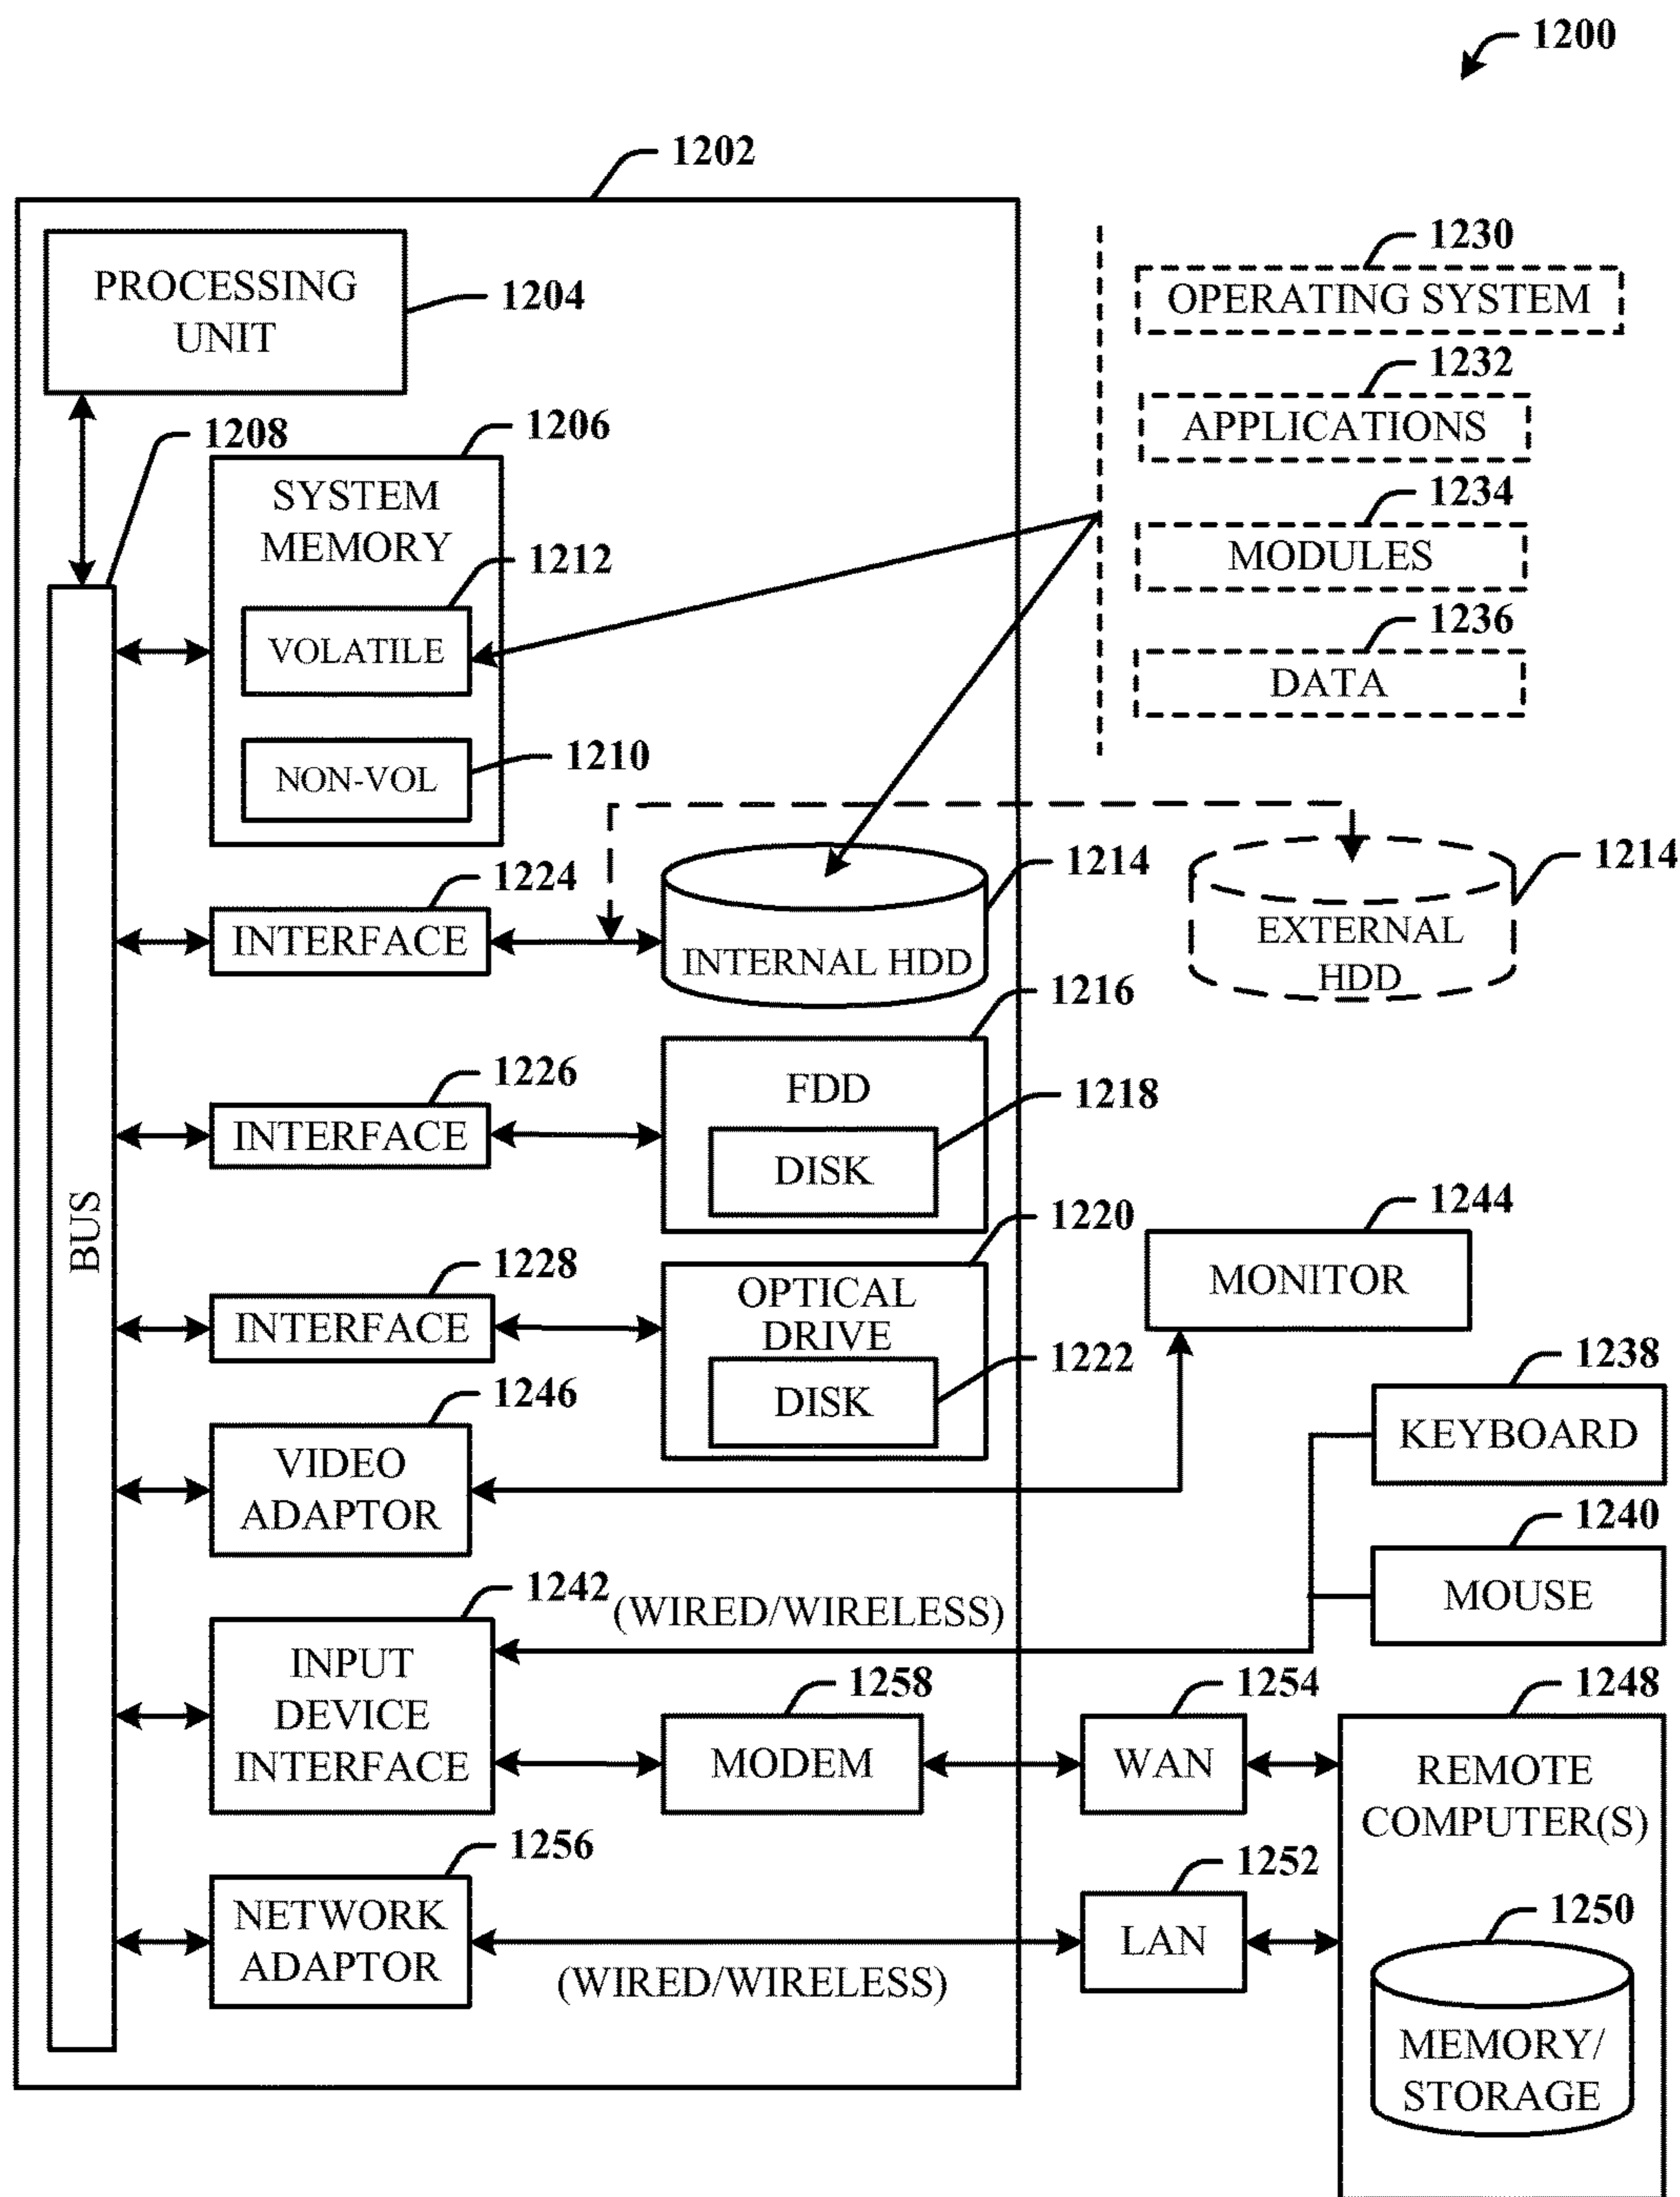 1200
1202
PROCESSING
UNIT
1204
1230
OPERATING SYSTEM
1232
APPLICATIONS
1234
MODULES
1236
DATA
1208
1206
SYSTEM
MEMORY
1212
VOLATILE
1210
NON-VOL
1224
INTERFACE
1214
INTERNAL HDD
1214
EXTERNAL
HDD
1226
INTERFACE
1216
FDD
1218
DISK
BUS
1228
INTERFACE
1220
OPTICAL
DRIVE
1222
DISK
1244
MONITOR
1246
VIDEO
ADAPTOR
1238
KEYBOARD
1240
MOUSE
1242
(WIRED/WIRELESS)
INPUT
DEVICE
INTERFACE
1258
MODEM
1254
WAN
1248
REMOTE
COMPUTER(S)
1256
NETWORK
ADAPTOR
(WIRED/WIRELESS)
1252
LAN
1250
MEMORY/
STORAGE